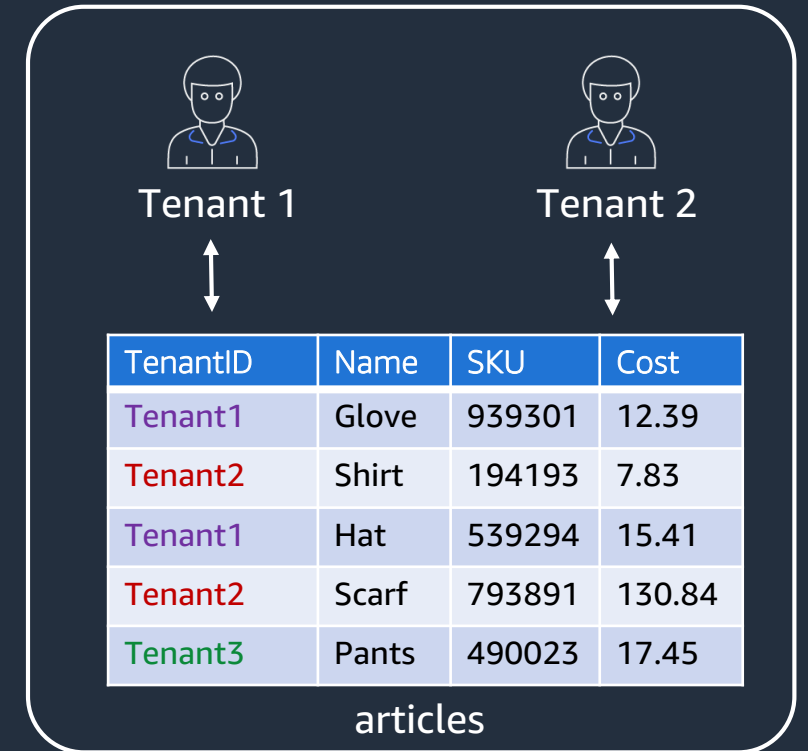 Tenant 1 Tenant 2
TenantID Name SKU Cost
Tenant1 Glove 939301 12.39
Tenant2 Shirt 194193 7.83
Tenant1 Hat 539294 15.41
Tenant2 Scarf 793891 130.84
Tenant3 Pants 490023 17.45
articles